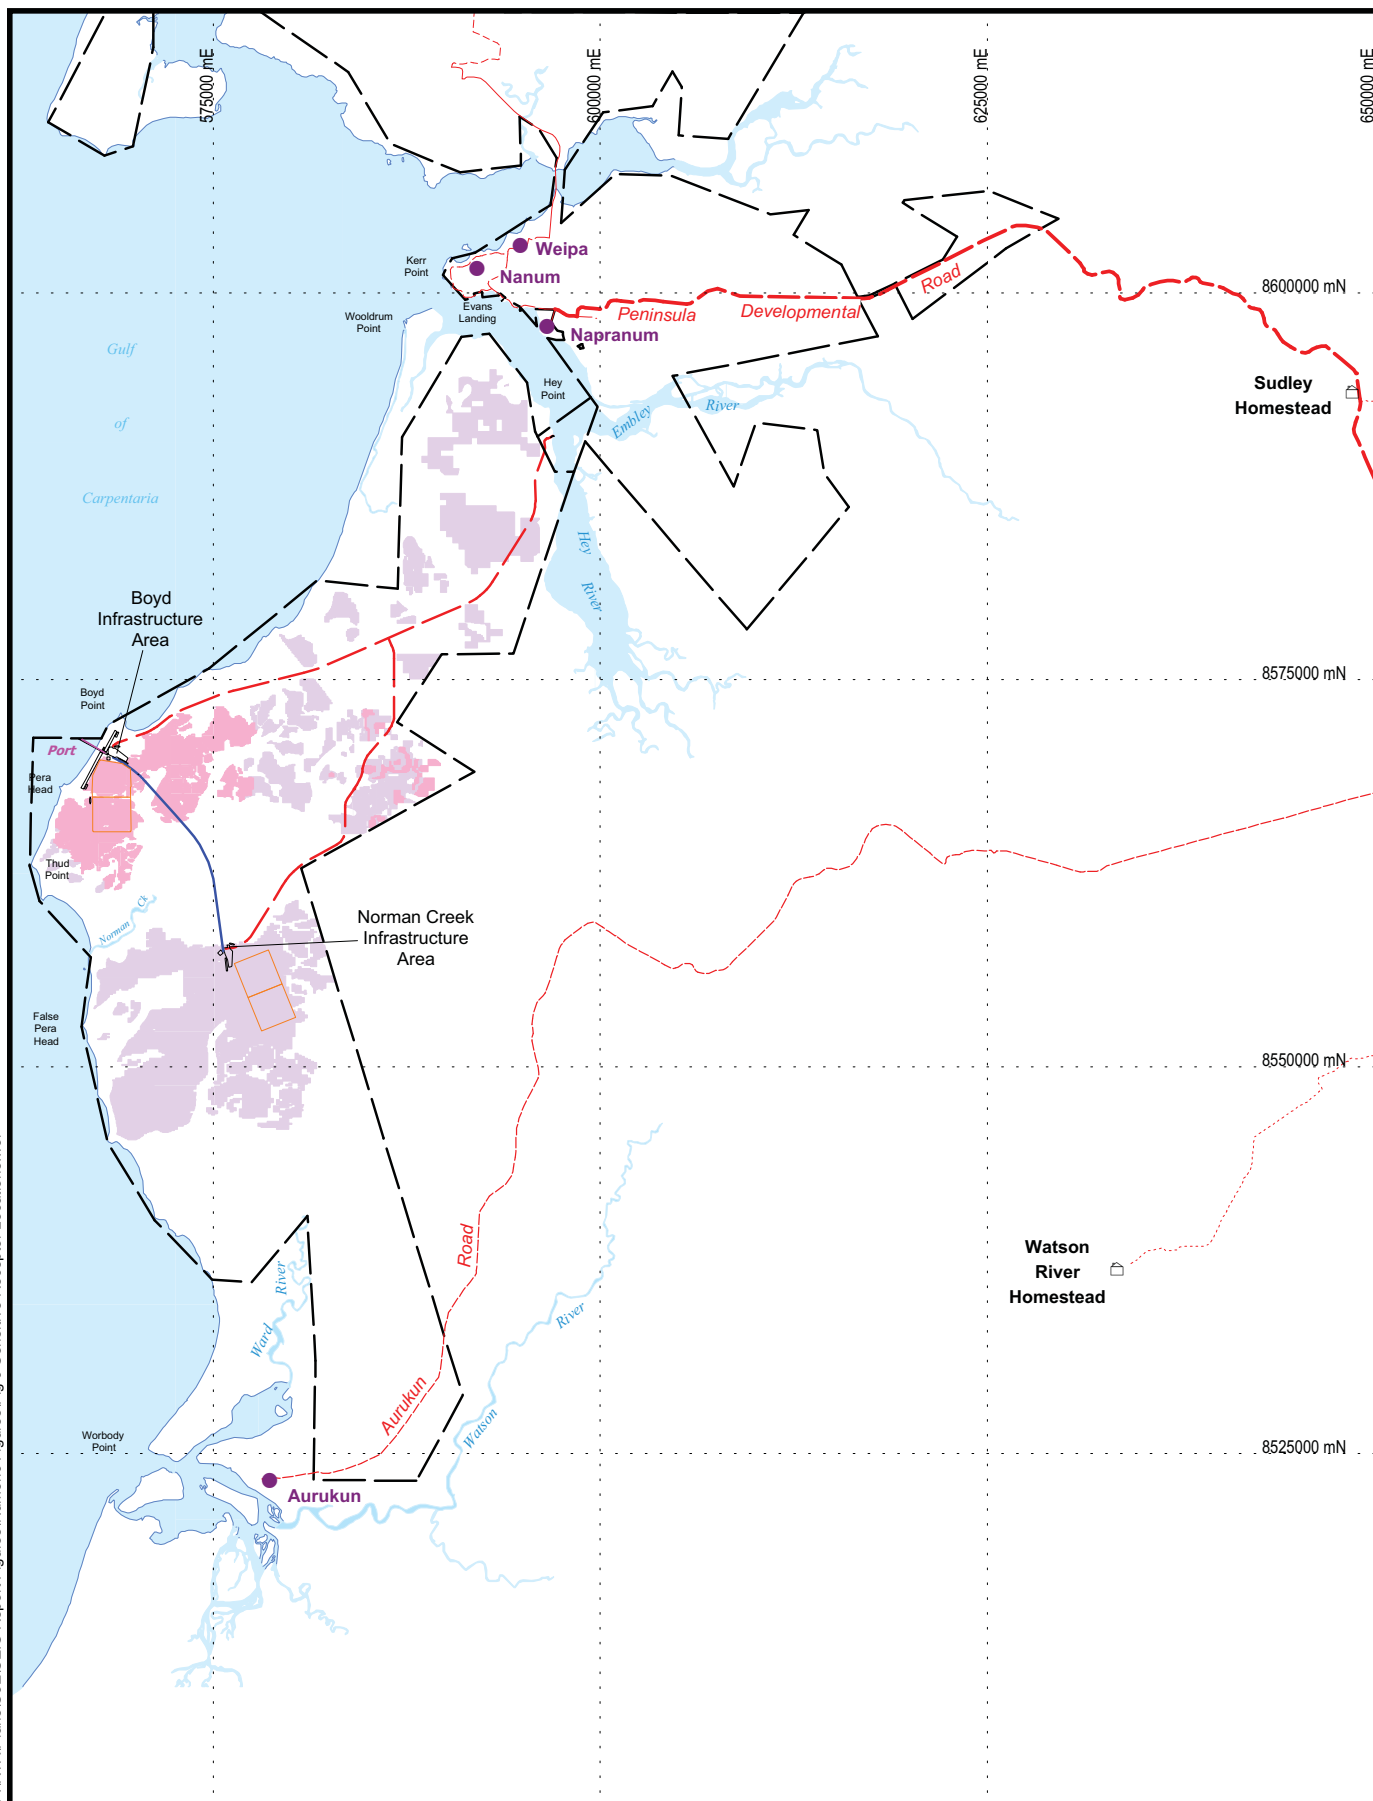 575000 mE
600000 mE
625000 mE
650000 mE
Weipa
Nanum
Kerr
Point
Evans
Landing
Wooldrum
Point
Napranum
Peninsula
Developmental
Road
8600000 mN
Gulf
of
Carpentaria
Hey
Point
Embley
River
Sudley
Homestead
Hey
River
Boyd
Infrastructure
Area
8575000 mN
Boyd
Point
Port
Pera
Head
Thud
Point
Norman Ck
Norman Creek
Infrastructure
Area
False
Pera
Head
8550000 mN
Ward
River
Road
Aurukun
Watson
River
Watson
River
Homestead
Worbody
Point
8525000 mN
Aurukun